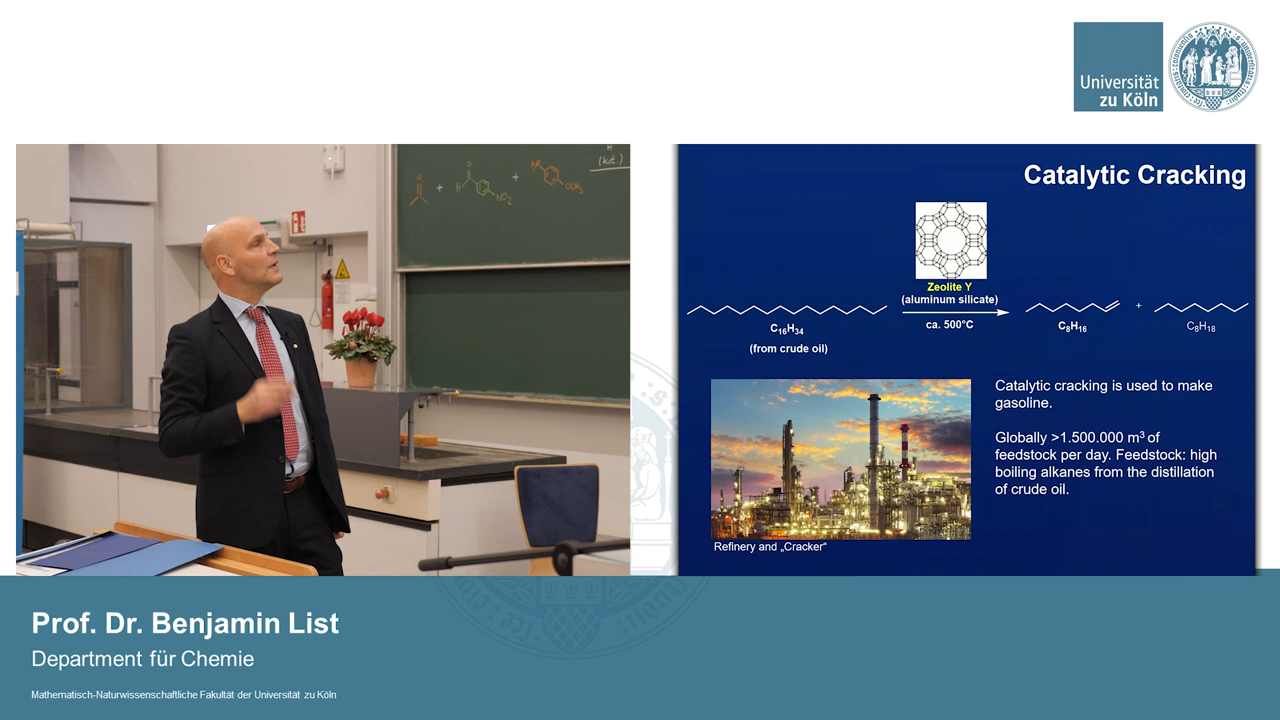 Universität
zu Köln
H
(kat.)
+
H
NO2
+
OCH3
Catalytic Cracking
Zeolite Y
(aluminum silicate)
ca. 500°C
C₁₆H₃₄
(from crude oil)
C₈H₁₆
+
C₈H₁₈
Catalytic cracking is used to make
gasoline.
Globally >1.500.000 m³ of
feedstock per day. Feedstock: high
boiling alkanes from the distillation
of crude oil.
Refinery and „Cracker“
Prof. Dr. Benjamin List
Department für Chemie
Mathematisch-Naturwissenschaftliche Fakultät der Universität zu Köln